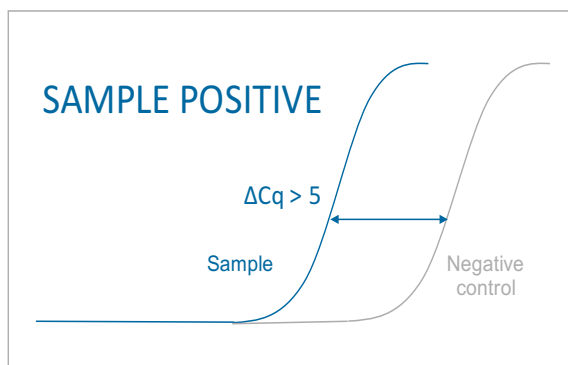 SAMPLE POSITIVE
ΔCq > 5
Sample
Negative
control